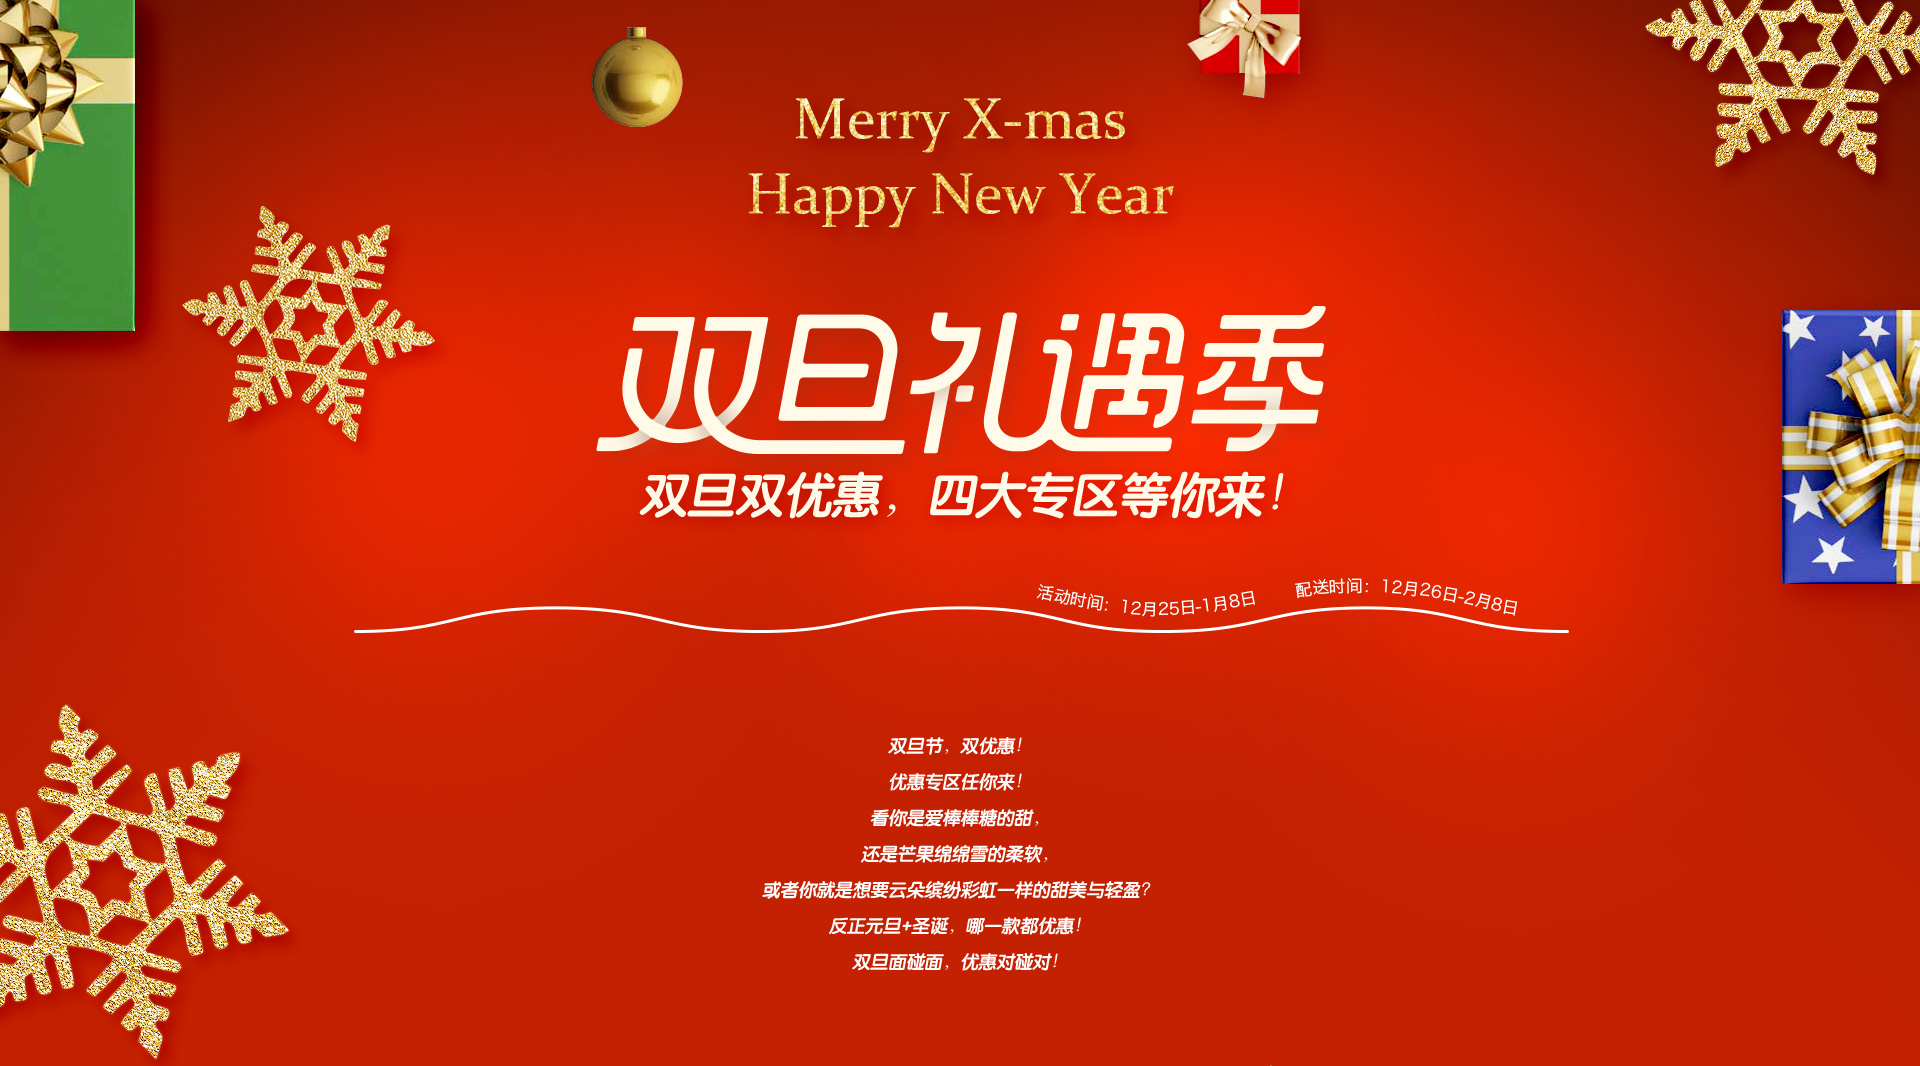 Merry X-mas
Happy New Year
双旦礼遇季
双旦双优惠，四大专区等你来！
活动时间：12月25日-1月8日
配送时间：12月26日-2月8日
双旦节，双优惠！
优惠专区任你来！
看你是爱棒棒糖的甜，
还是芒果绵绵雪的柔软，
或者你就是想要云朵缤纷彩虹一样的甜美与轻盈？
反正元旦+圣诞，哪一款都优惠！
双旦面碰面，优惠对碰对！